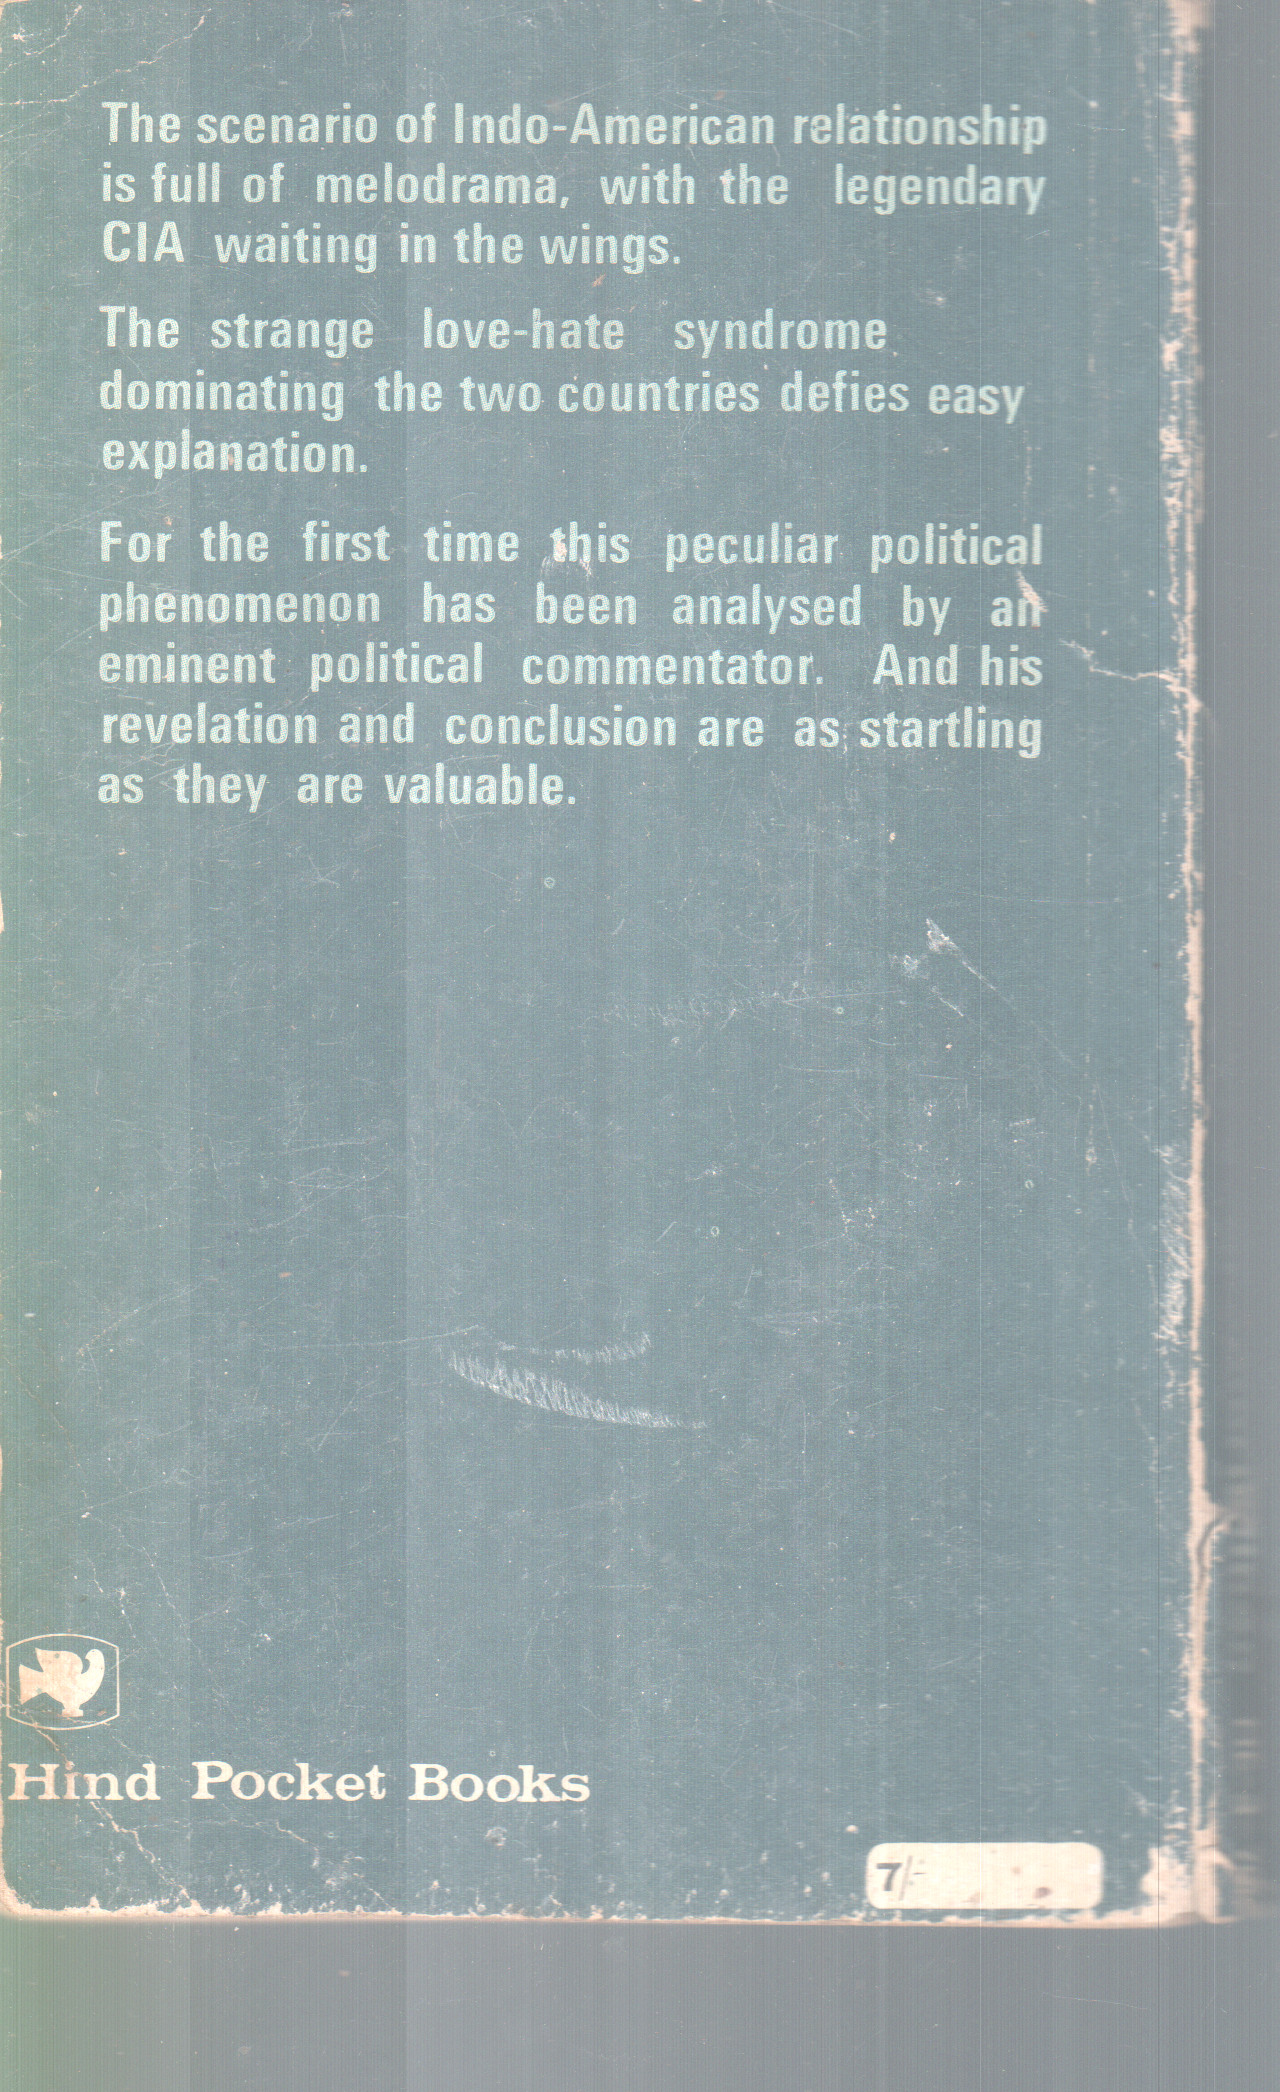 The scenario of Indo-American relationship
is full of melodrama, with the legendary
CIA waiting in the wings.
The strange love-hate syndrome
dominating the two countries defies easy
explanation.
For the first time this peculiar political
phenomenon has been analysed by an
eminent political commentator. And his
revelation and conclusion are as startling
as they are valuable.
Hind Pocket Books
7/-